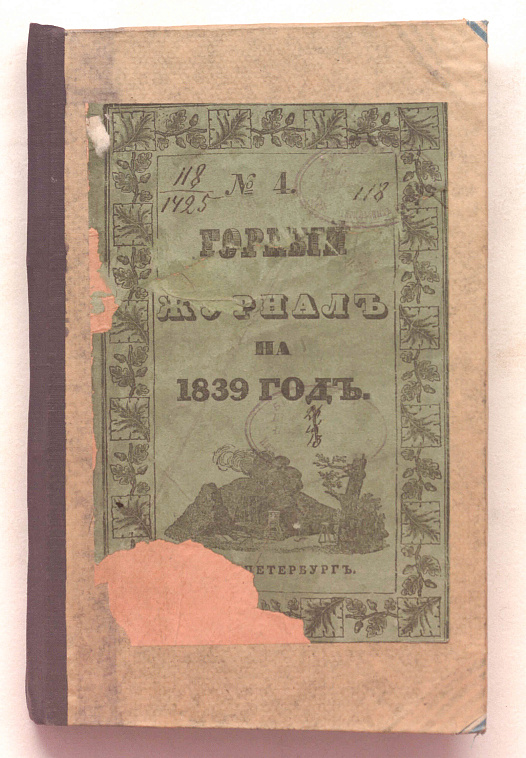 118
1425
№ 4.
118
ГОРНЫЙ
ЖУРНАЛЪ
НА
1839 ГОДЪ.
ПЕТЕРБУРГЪ.